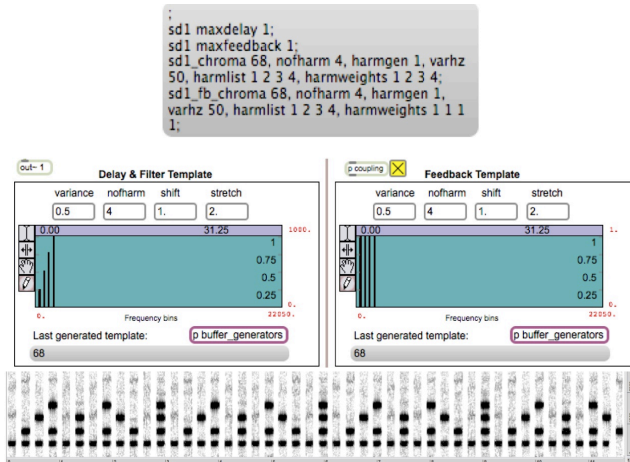 ;
sd1 maxdelay 1;
sd1 maxfeedback 1;
sd1_chroma 68, nofharm 4, harmgen 1, varhz
50, harmlist 1 2 3 4, harmweights 1 2 3 4;
sd1_fb_chroma 68, nofharm 4, harmgen 1,
varhz 50, harmlist 1 2 3 4, harmweights 1 1 1
1;
out~ 1
Delay & Filter Template
variance nofharm shift stretch
0.5 4 1. 2.
0.00 31.25 1000.
1
0.75
0.5
0.25
0.
0. Frequency bins 22050.
Last generated template: p buffer_generators
68
p coupling
Feedback Template
variance nofharm shift stretch
0.5 4 1. 2.
0.00 31.25 1.
1
0.75
0.5
0.25
0.
0. Frequency bins 22050.
Last generated template: p buffer_generators
68